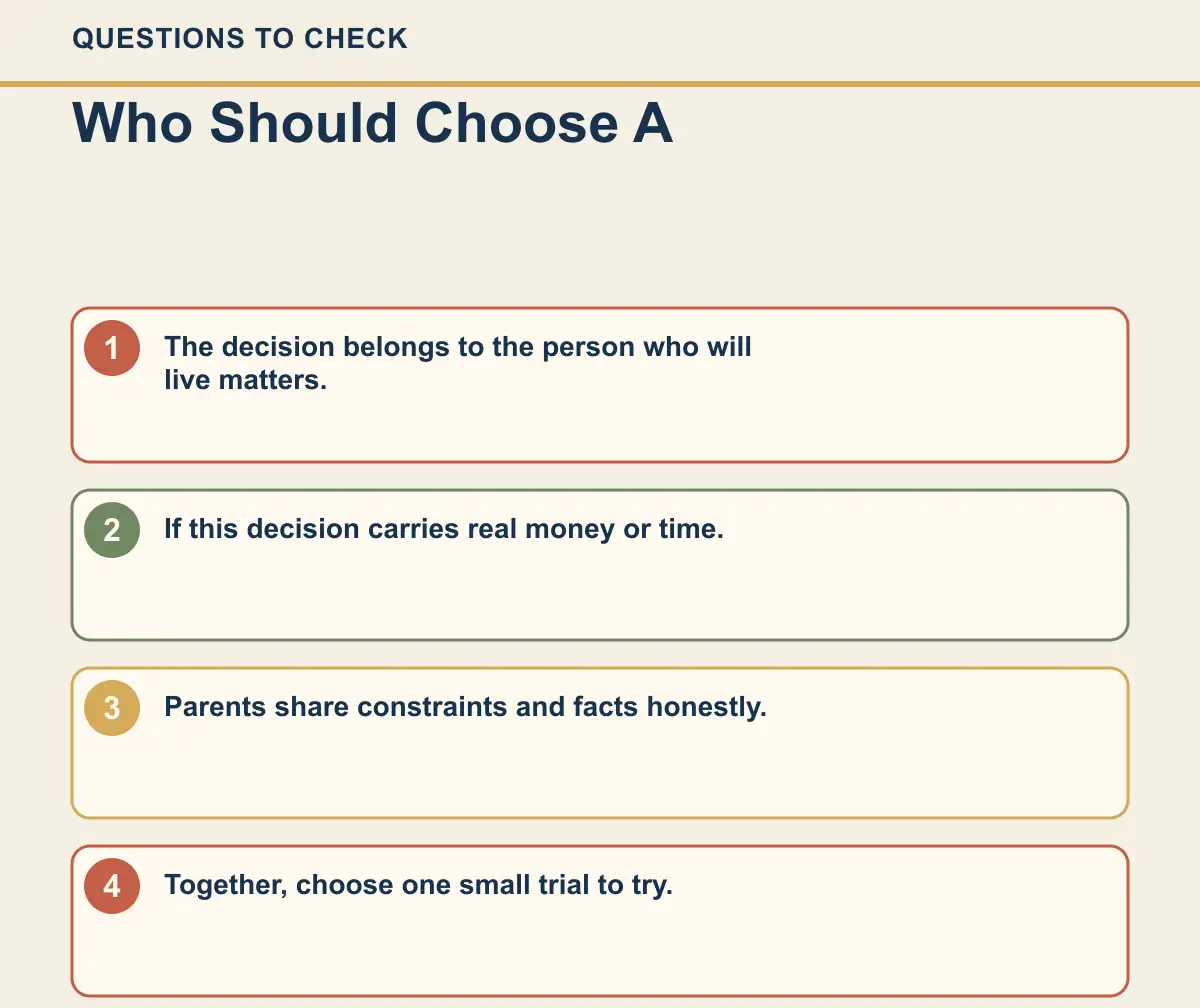 QUESTIONS TO CHECK
Who Should Choose A
1
The decision belongs to the person who will
live matters.
2
If this decision carries real money or time.
3
Parents share constraints and facts honestly.
4
Together, choose one small trial to try.